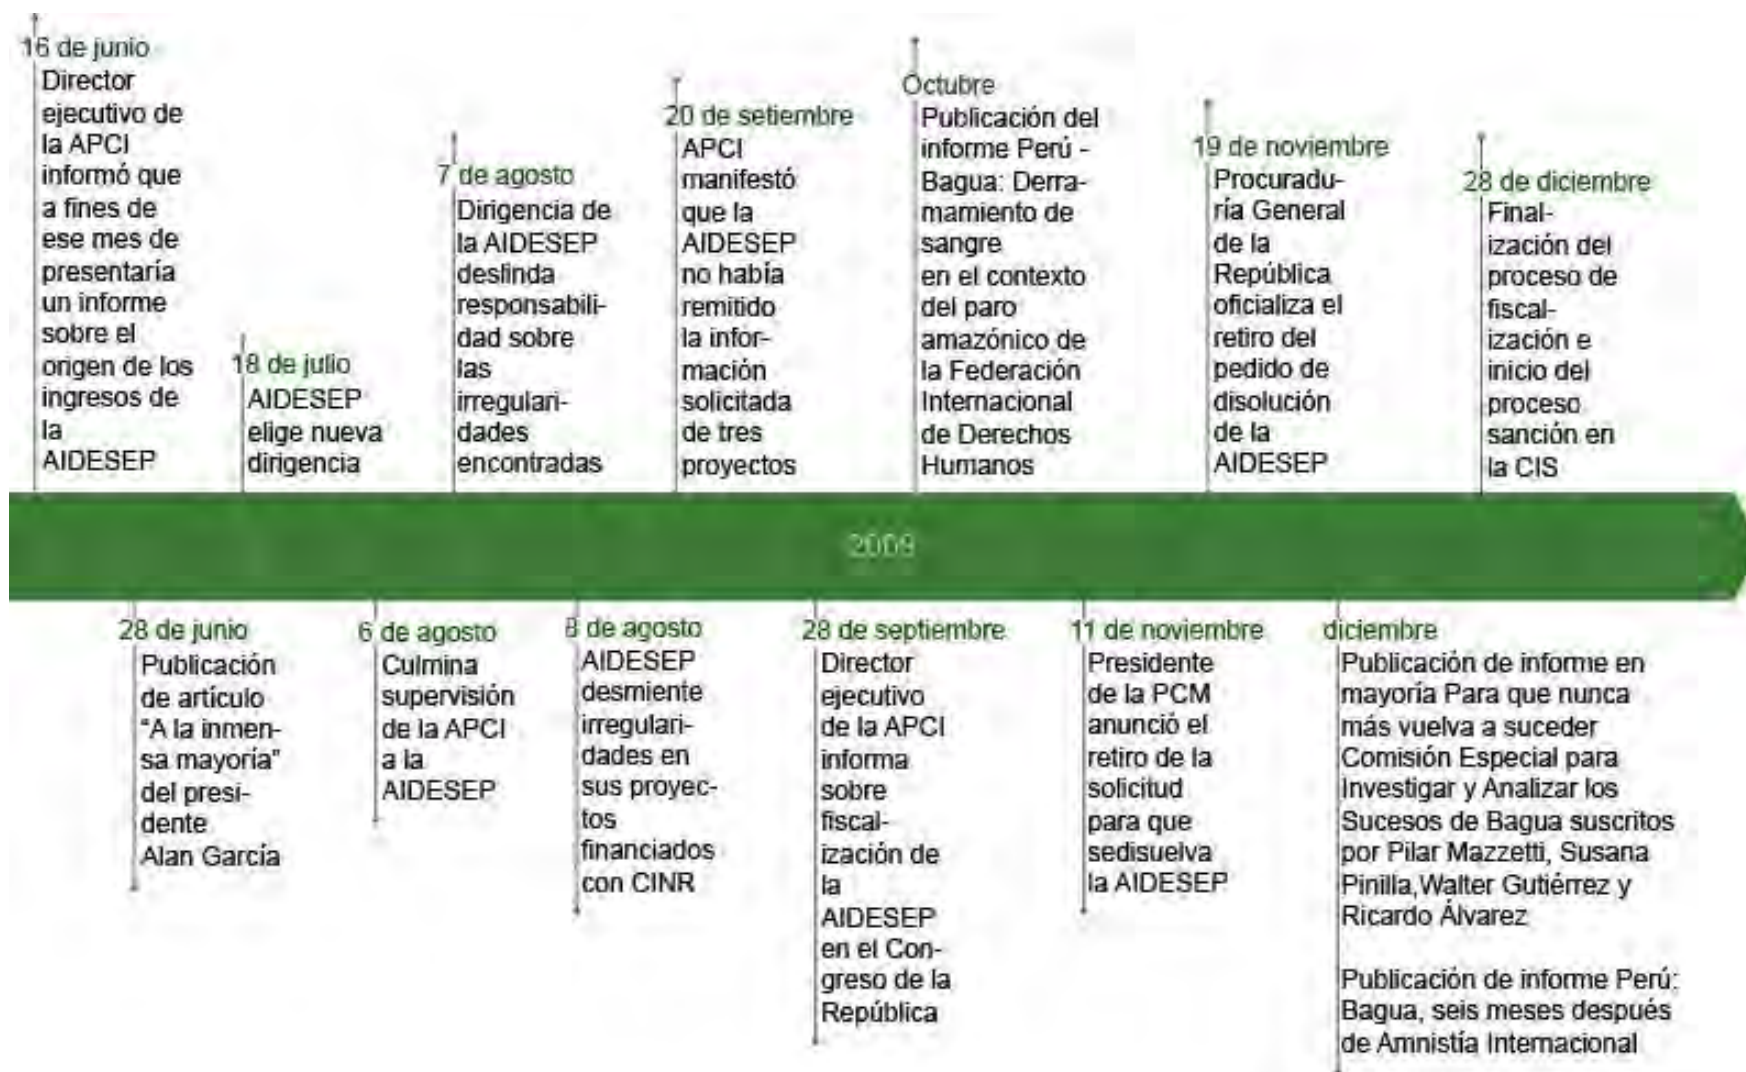 16 de junio
Director
ejecutivo de
la APCI
informó que
a fines de
ese mes de
presentaría
un informe
sobre el
origen de los
ingresos de
la
AIDESEP
18 de julio
AIDESEP
elige nueva
dirigencia
7 de agosto
Dirigencia de
la AIDESEP
deslinda
responsabili-
dad sobre
las
irregulari-
dades
encontradas
20 de setiembre
APCI
manifestó
que la
AIDESEP
no había
remitido
la infor-
mación
solicitada
de tres
proyectos
Octubre
Publicación del
informe Perú -
Bagua: Derra-
mamiento de
sangre
en el contexto
del paro
amazónico de
la Federación
Internacional
de Derechos
Humanos
19 de noviembre
Procuradu-
ría General
de la
República
oficializa el
retiro del
pedido de
disolución
de la
AIDESEP
28 de diciembre
Final-
ización del
proceso de
fiscal-
ización e
inicio del
proceso
sanción en
la CIS
2009
28 de junio
Publicación
de artículo
“A la inmen-
sa mayoría”
del presi-
dente
Alan García
6 de agosto
Culmina
supervisión
de la APCI
a la
AIDESEP
8 de agosto
AIDESEP
desmiente
irregulari-
dades en
sus proyec-
tos
financiados
con CINR
28 de septiembre
Director
ejecutivo
de la APCI
informa
sobre
fiscal-
ización de
la
AIDESEP
en el Con-
greso de la
República
11 de noviembre
Presidente
de la PCM
anunció el
retiro de la
solicitud
para que
sedisuelva
la AIDESEP
diciembre
Publicación de informe en
mayoría Para que nunca
más vuelva a suceder
Comisión Especial para
Investigar y Analizar los
Sucesos de Bagua suscritos
por Pilar Mazzetti, Susana
Pinilla,Walter Gutiérrez y
Ricardo Álvarez
Publicación de informe Perú:
Bagua, seis meses después
de Amnistía Internacional